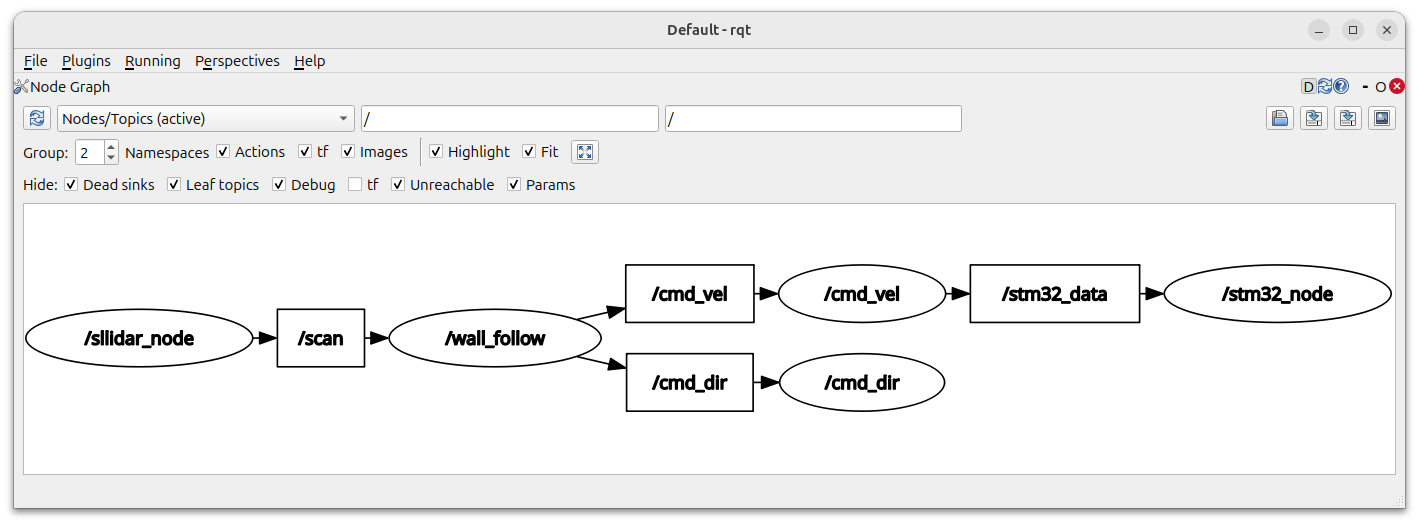 Default - rqt
File Plugins Running Perspectives Help
Node Graph D ? - O
Nodes/Topics (active) / /
Group: 2 Namespaces Actions tf Images Highlight Fit
Hide: Dead sinks Leaf topics Debug tf Unreachable Params
/cmd_vel /cmd_vel /stm32_data /stm32_node
/sllidar_node /scan /wall_follow
/cmd_dir /cmd_dir